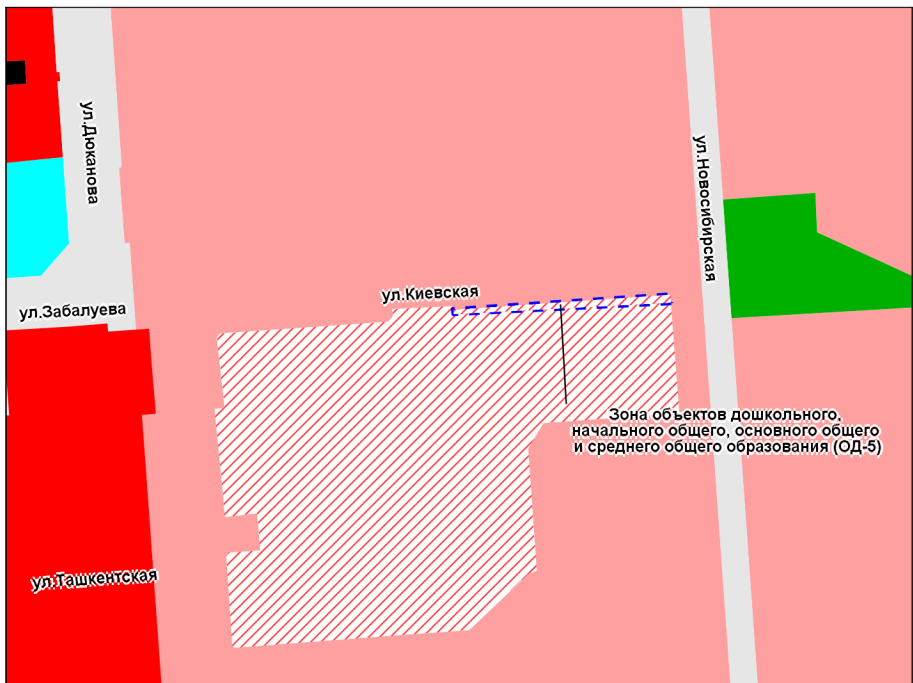 ул.Дюканова
ул.Новосибирская
ул.Киевская
ул.Забалуева
Зона объектов дошкольного,
начального общего, основного общего
и среднего общего образования (ОД-5)
ул.Ташкентская